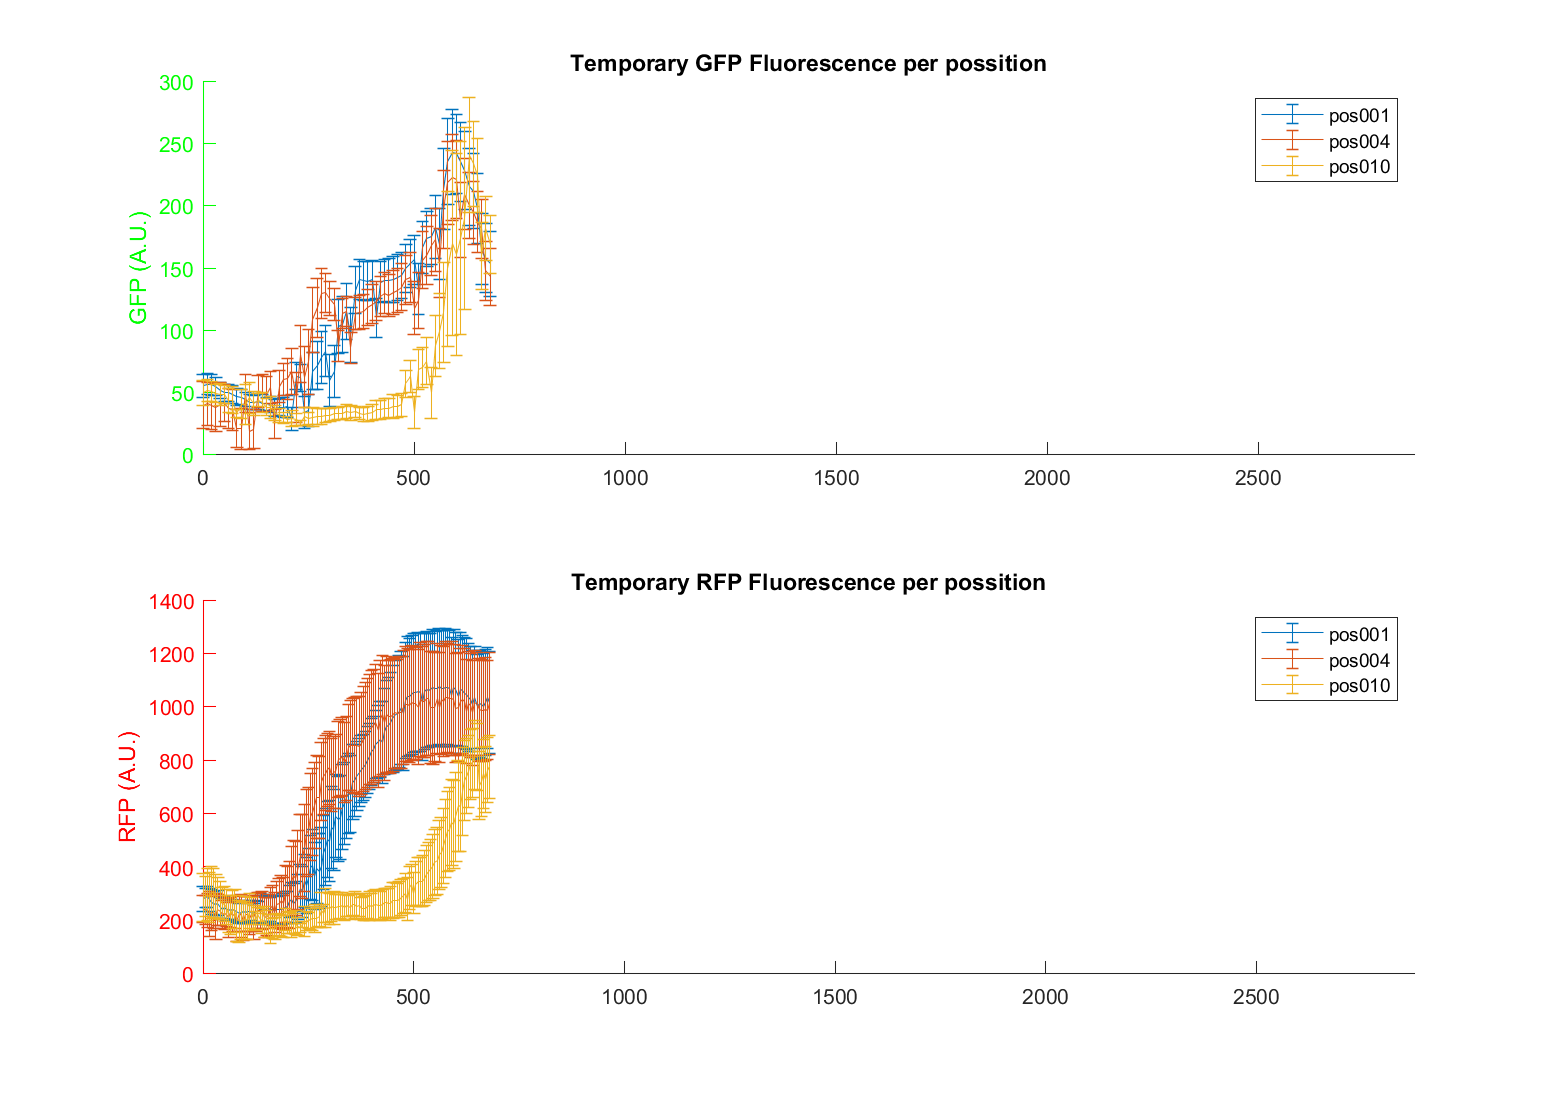 Temporary GFP Fluorescence per possition
300
250
200
150
100
50
0
GFP (A.U.)
0 500 1000 1500 2000 2500
pos001
pos004
pos010
Temporary RFP Fluorescence per possition
1400
1200
1000
800
600
400
200
0
RFP (A.U.)
0 500 1000 1500 2000 2500
pos001
pos004
pos010